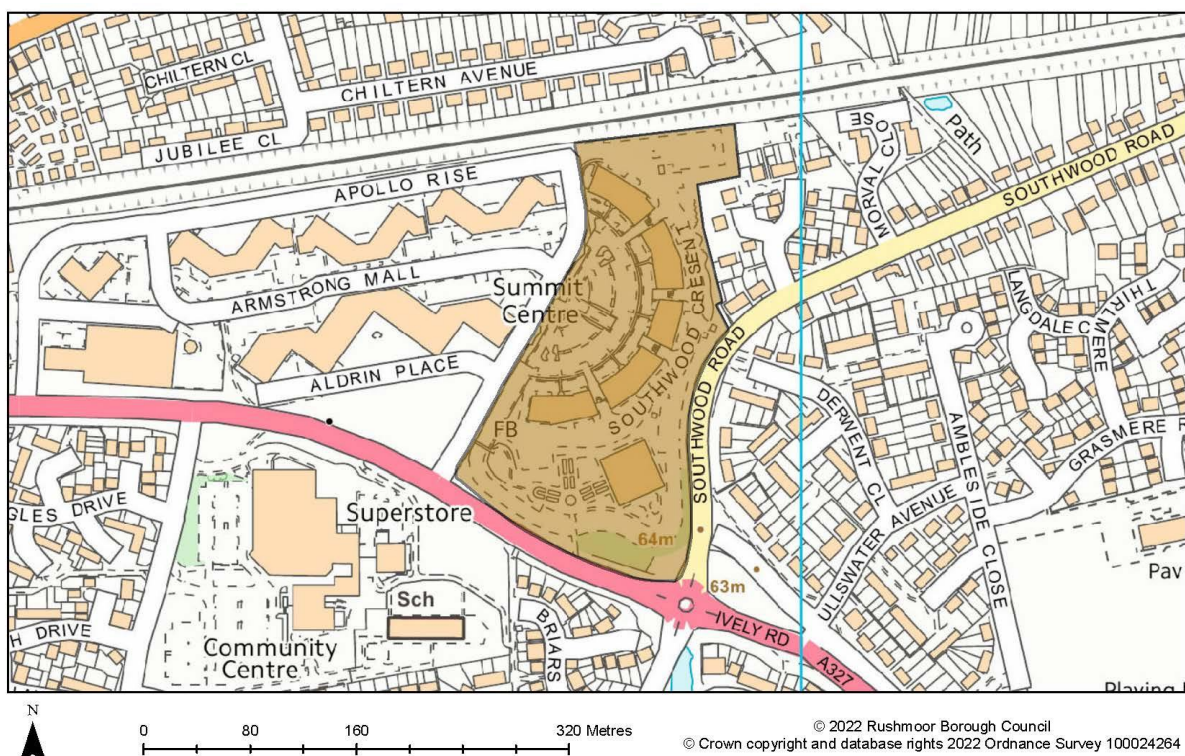 CHILTERN CL
CHILTERN AVENUE
JUBILEE CL
APOLLO RISE
ARMSTRONG MALL
ALDRIN PLACE
Summit
Centre
SOUTHWOOD CRESENT
SOUTHWOOD ROAD
SOUTHWOOD ROAD
MORVAL CLOSE
Path
LANGDALE C
THIRLMERE
DERWENT CL
AMBLESIDE CLOSE
GRASMERE R
ULLSWATER AVENUE
FB
GLES DRIVE
Superstore
64m
63m
Sch
H DRIVE
Community
Centre
BRIARS
IVELY RD
A327
Pav
Playing
N
0 80 160 320 Metres
© 2022 Rushmoor Borough Council
© Crown copyright and database rights 2022 Ordnance Survey 100024264